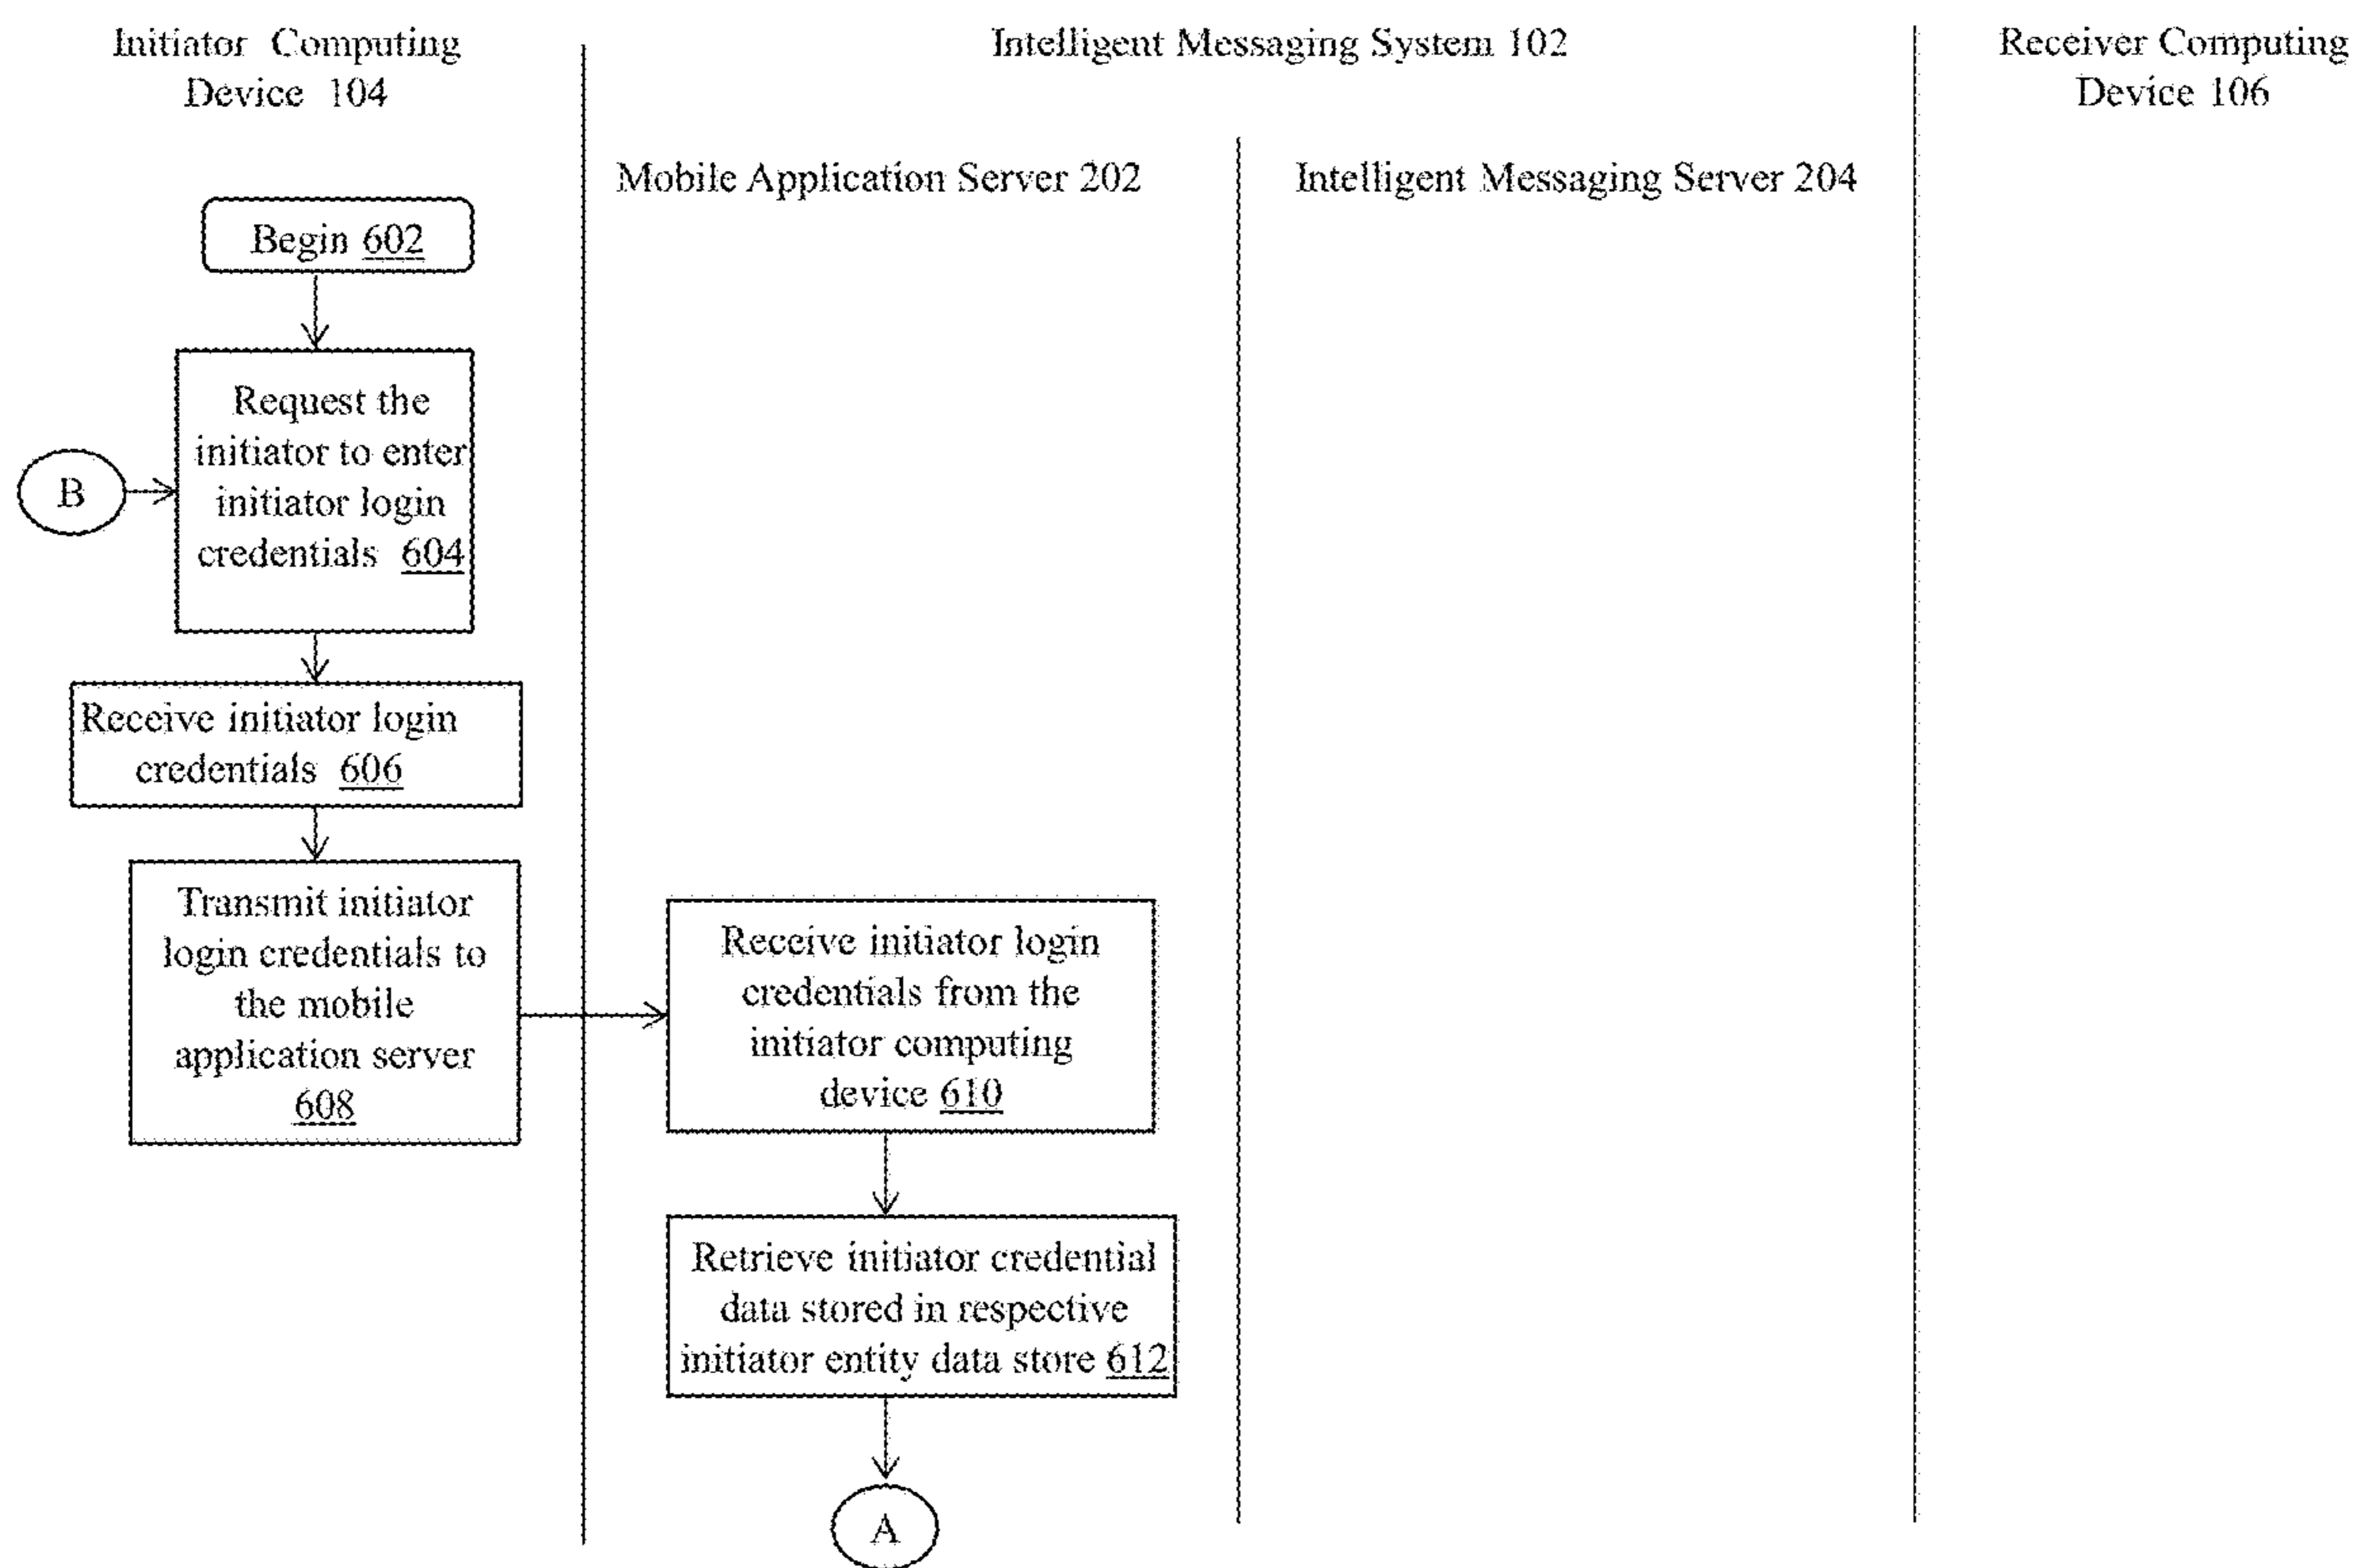 Initiator Computing
Device 104
Intelligent Messaging System 102
Receiver Computing
Device 106
Mobile Application Server 202
Intelligent Messaging Server 204
Begin 602
Request the
initiator to enter
initiator login
credentials 604
B
Receive initiator login
credentials 606
Transmit initiator
login credentials to
the mobile
application server
608
Receive initiator login
credentials from the
initiator computing
device 610
Retrieve initiator credential
data stored in respective
initiator entity data store 612
A